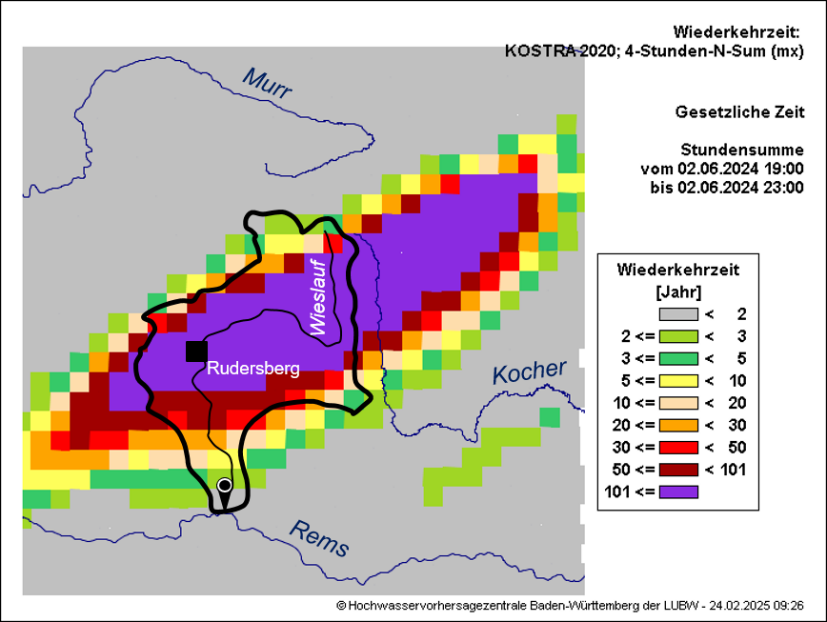 Wiederkehrzeit:
KOSTRA 2020; 4-Stunden-N-Sum (mx)
Murr
Gesetzliche Zeit
Stundensumme
vom 02.06.2024 19:00
bis 02.06.2024 23:00
Wieslauf
Rudersberg
Kocher
Rems
Wiederkehrzeit
[Jahr]
< 2
2 <= < 3
3 <= < 5
5 <= < 10
10 <= < 20
20 <= < 30
30 <= < 50
50 <= < 101
101 <=
© Hochwasservorhersagezentrale Baden-Württemberg der LUBW - 24.02.2025 09:26